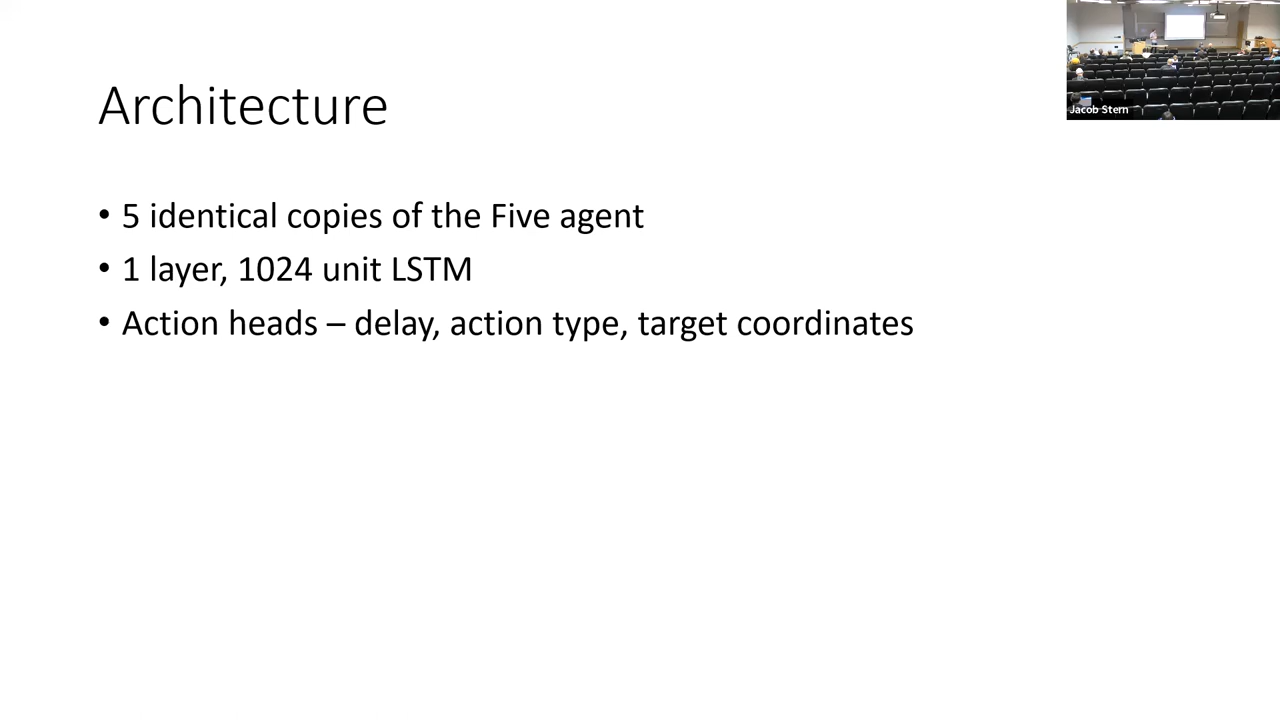 Architecture
• 5 identical copies of the Five agent
• 1 layer, 1024 unit LSTM
• Action heads – delay, action type, target coordinates
Jacob Stern